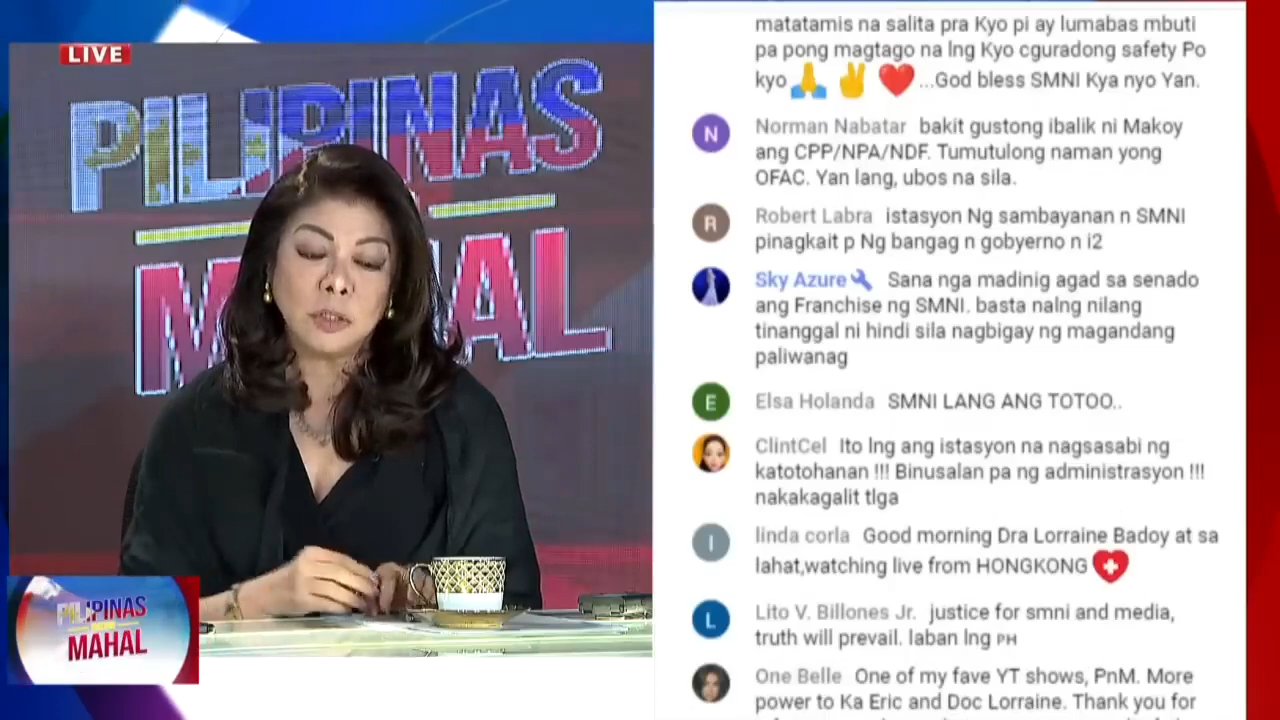 LIVE
PILIPINAS
MAHAL
PILIPINAS
MAHAL
matatamis na salita pra Kyo pi ay lumabas mbuti
pa pong magtago na lng Kyo cguradong safety Po
kyo 🙏 ✌️ ❤️ ...God bless SMNI Kya nyo Yan.
N Norman Nabatar bakit gustong ibalik ni Makoy
ang CPP/NPA/NDF. Tumutulong naman yong
OFAC. Yan lang, ubos na sila.
R Robert Labra istasyon Ng sambayanan n SMNI
pinagkait p Ng bangag n gobyerno n i2
Sky Azure Sana nga madinig agad sa senado
ang Franchise ng SMNI. basta nalng nilang
tinanggal ni hindi sila nagbigay ng magandang
paliwanag
E Elsa Holanda SMNI LANG ANG TOTOO..
ClintCel Ito lng ang istasyon na nagsasabi ng
katotohanan !!! Binusalan pa ng administrasyon !!!
nakakagalit tlga
l linda corla Good morning Dra Lorraine Badoy at sa
lahat,watching live from HONGKONG
L Lito V. Billones Jr. justice for smni and media,
truth will prevail. laban lng PH
One Belle One of my fave YT shows, PnM. More
power to Ka Eric and Doc Lorraine. Thank you for